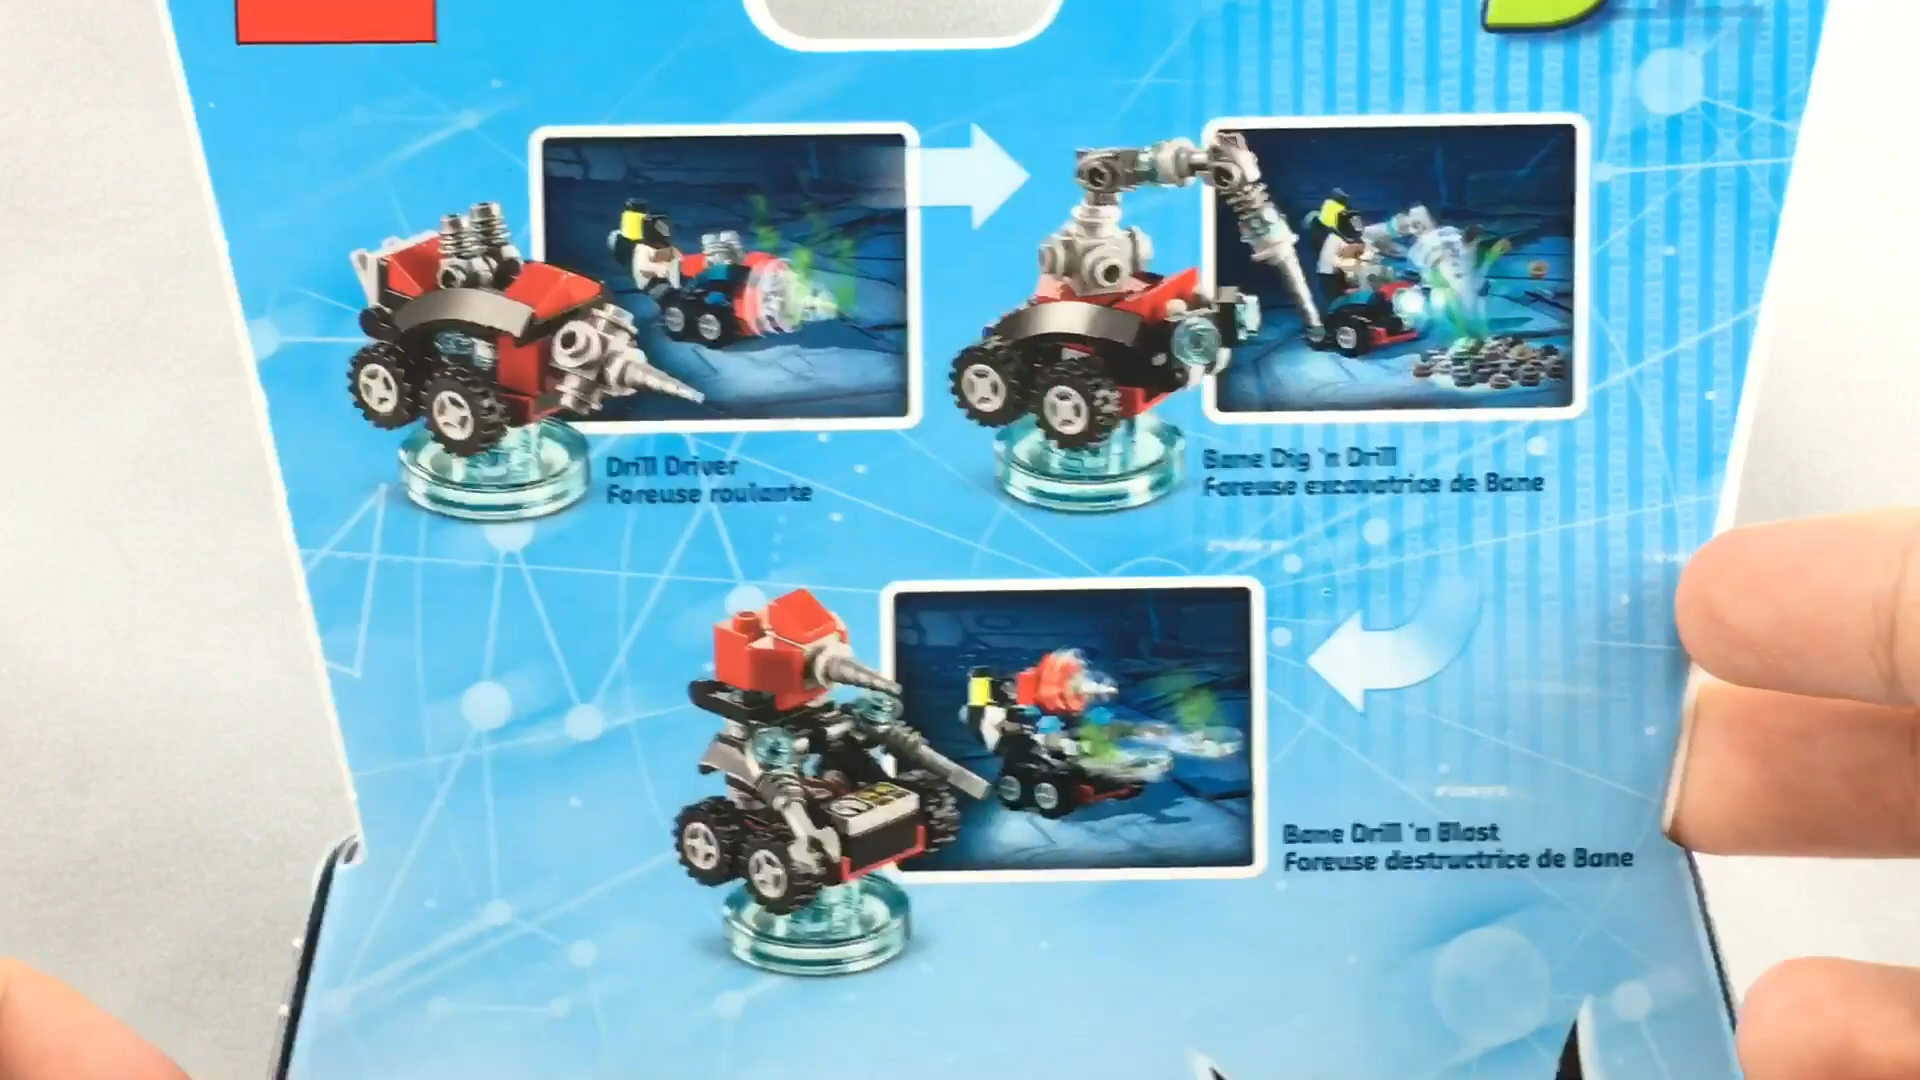 Drill Driver
Foreuse roulante
Bane Dig 'n Drill
Foreuse excavatrice de Bane
Bane Drill 'n Blast
Foreuse destructrice de Bane